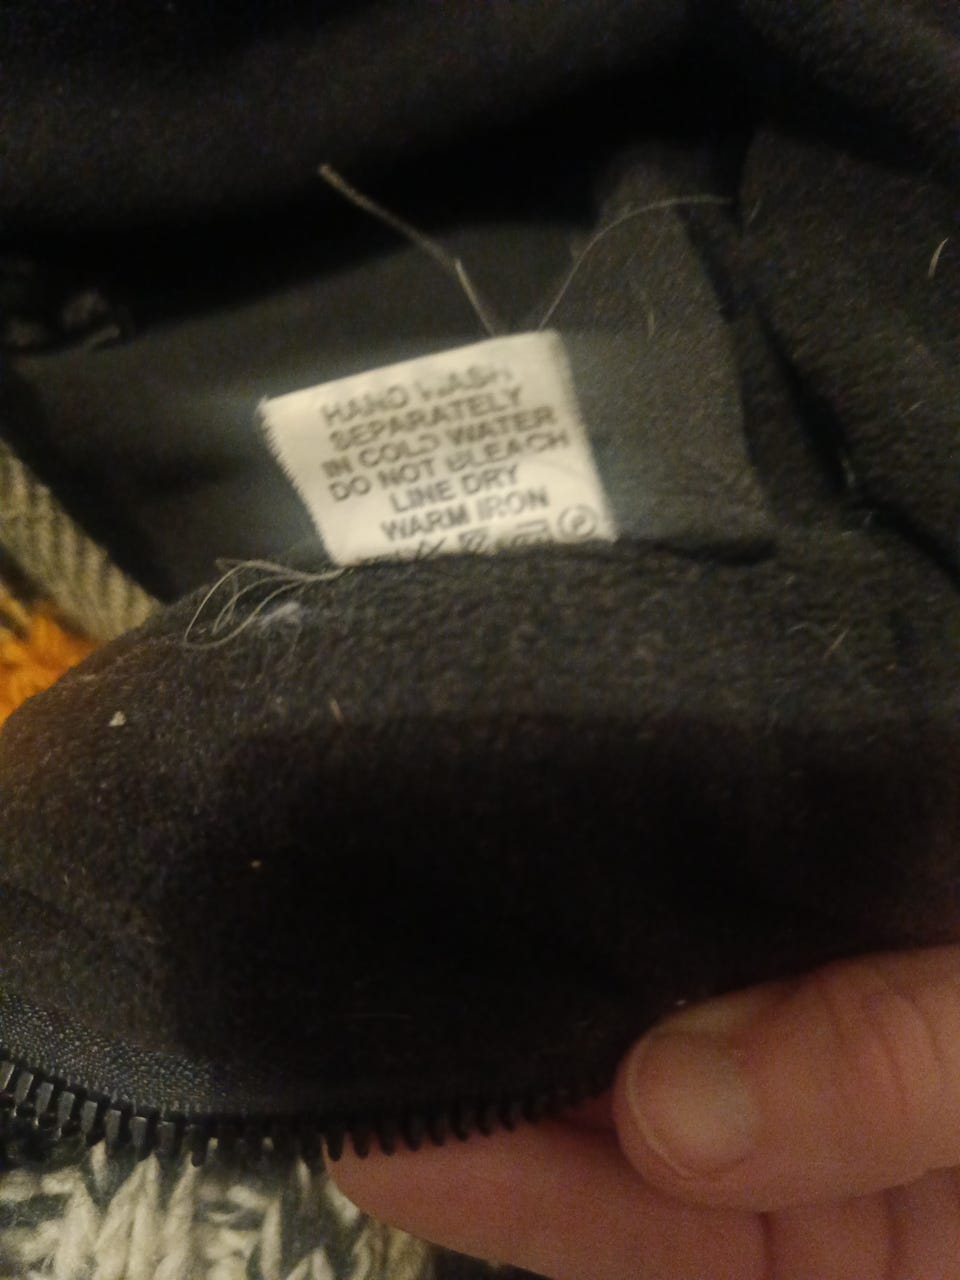 HAND WASH
SEPARATELY
IN COLD WATER
DO NOT BLEACH
LINE DRY
WARM IRON
P